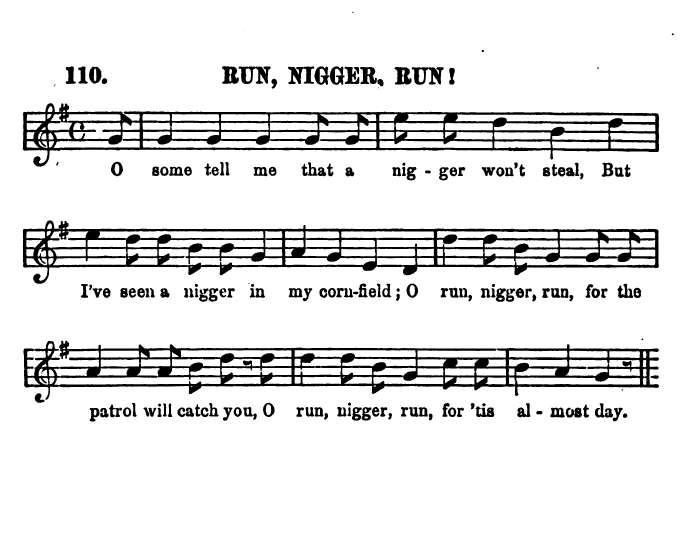 110. RUN, NIGGER, RUN!
O some tell me that a nig - ger won't steal, But
I've seen a nigger in my corn-field; O run, nigger, run, for the
patrol will catch you, O run, nigger, run, for 'tis al - most day.